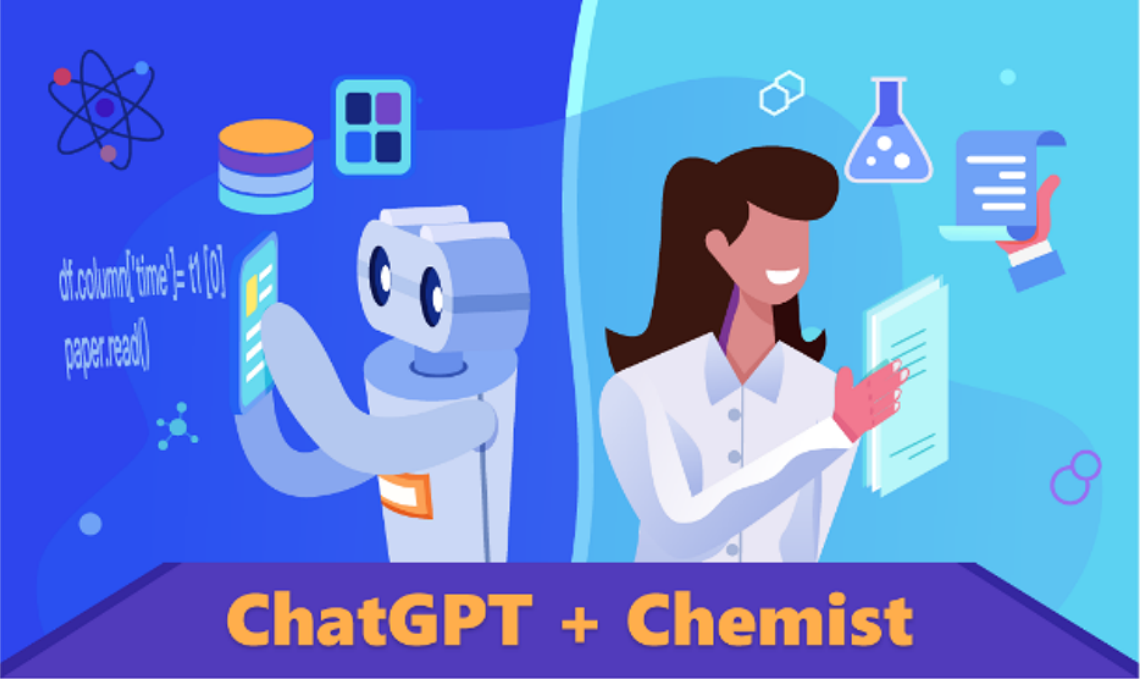 df.column['time']= t1 [0]
paper.read()
ChatGPT + Chemist